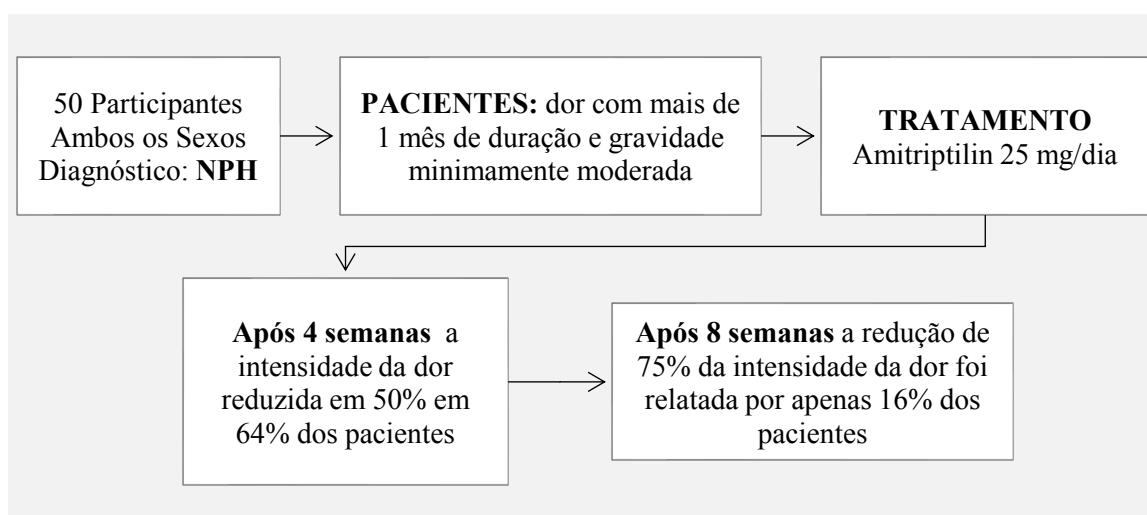 50 Participantes
Ambos os Sexos
Diagnóstico: NPH
PACIENTES: dor com mais de
1 mês de duração e gravidade
minimamente moderada
TRATAMENTO
Amitriptilin 25 mg/dia
Após 4 semanas a
intensidade da dor
reduzida em 50% em
64% dos pacientes
Após 8 semanas a redução de
75% da intensidade da dor foi
relatada por apenas 16% dos
pacientes